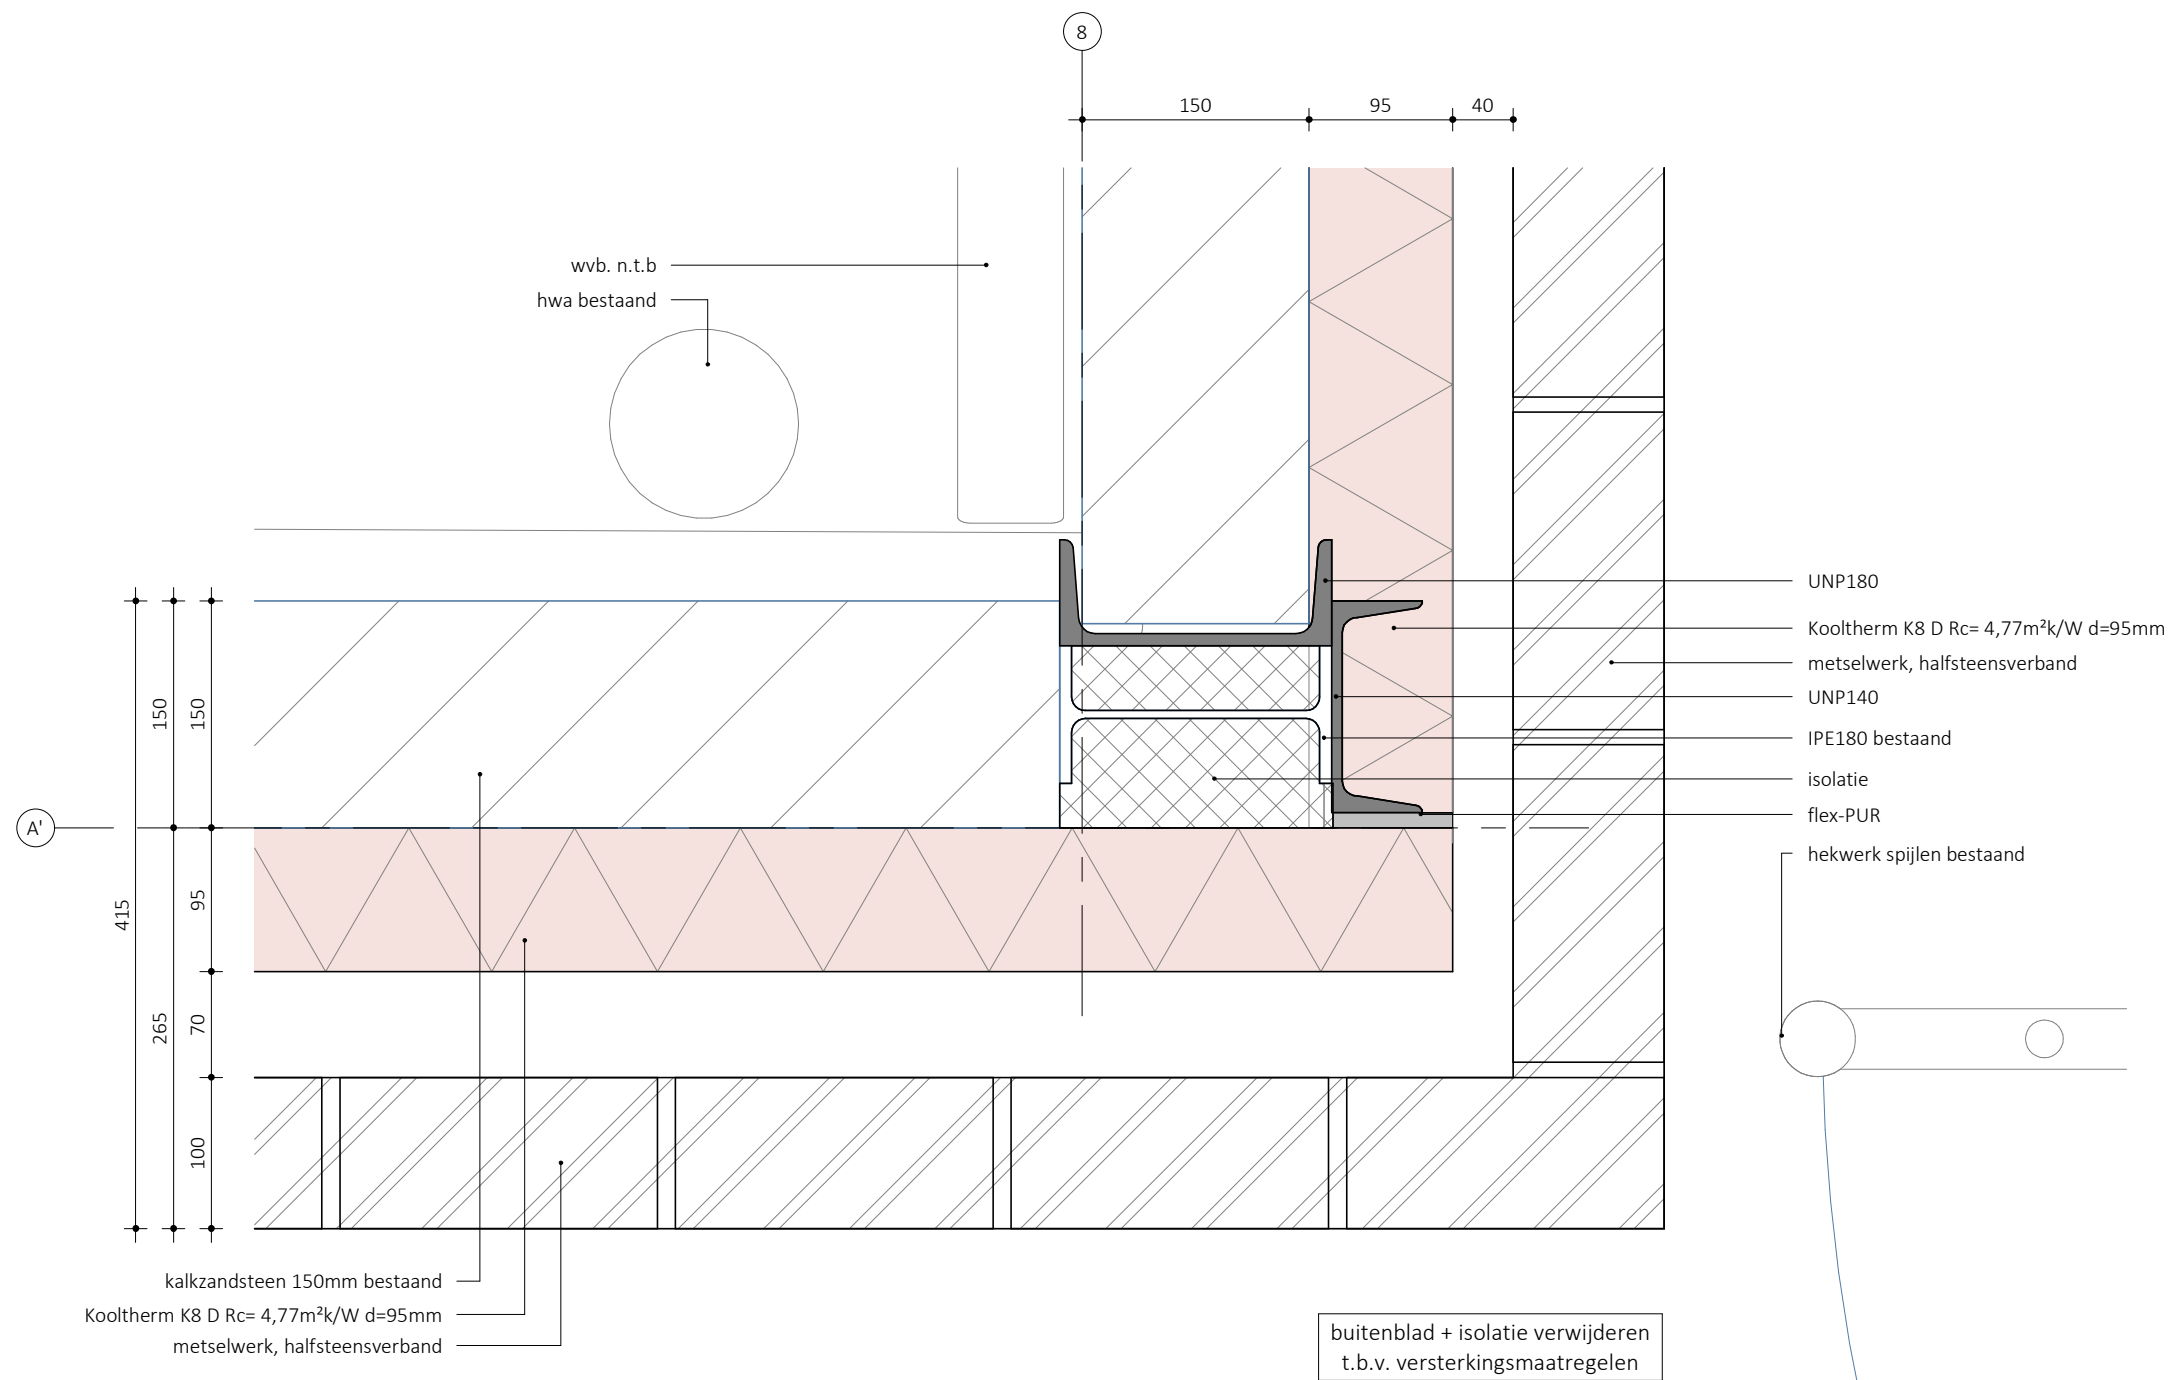 8
150
95
40
wvb. n.t.b
hwa bestaand
UNP180
Kooltherm K8 D Rc= 4,77m²k/W d=95mm
metselwerk, halfsteensverband
UNP140
IPE180 bestaand
isolatie
flex-PUR
hekwerk spijlen bestaand
A'
150
150
415
265
95
70
100
kalkzandsteen 150mm bestaand
Kooltherm K8 D Rc= 4,77m²k/W d=95mm
metselwerk, halfsteensverband
buitenblad + isolatie verwijderen
t.b.v. versterkingsmaatregelen